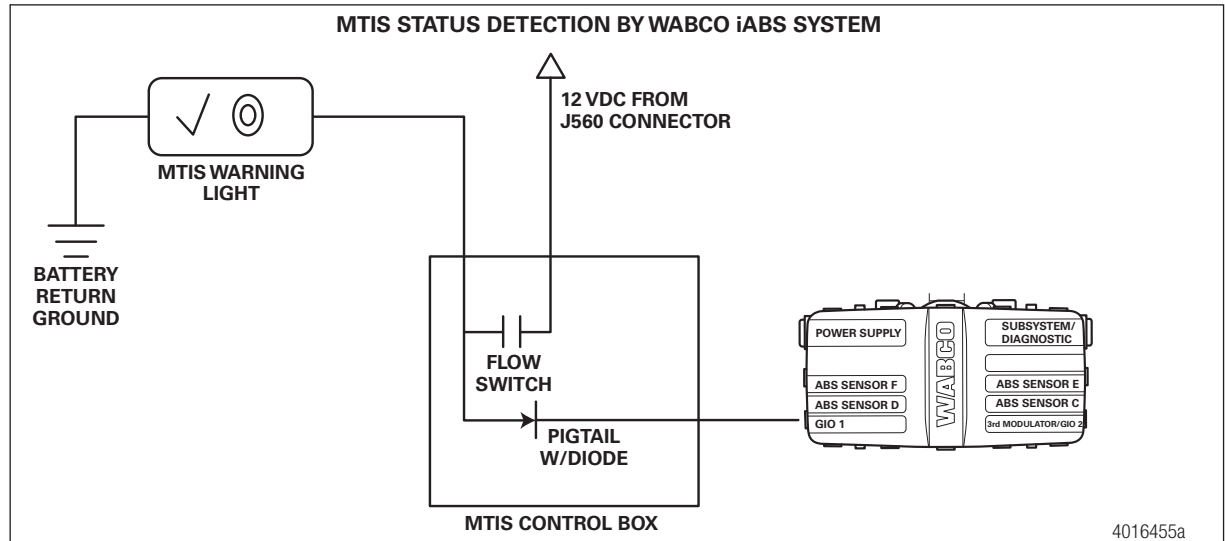 MTIS STATUS DETECTION BY WABCO iABS SYSTEM
12 VDC FROM
J560 CONNECTOR
MTIS WARNING
LIGHT
BATTERY
RETURN
GROUND
FLOW
SWITCH
PIGTAIL
W/DIODE
MTIS CONTROL BOX
POWER SUPPLY
ABS SENSOR F
ABS SENSOR D
GIO 1
WABCO
SUBSYSTEM/
DIAGNOSTIC
ABS SENSOR E
ABS SENSOR C
3rd MODULATOR/GIO 2
4016455a